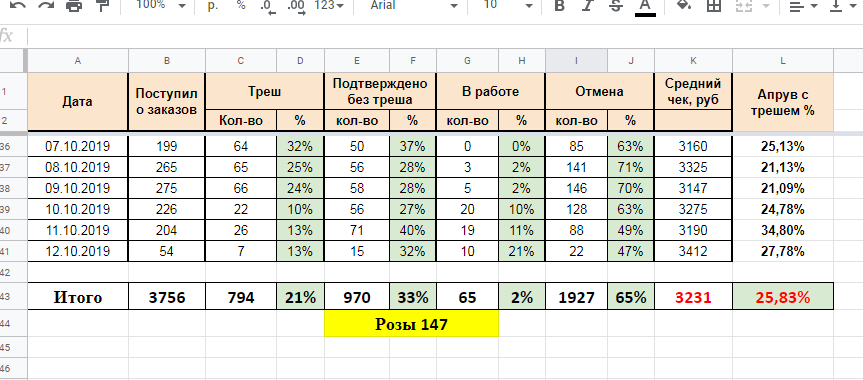 100% р. % .0 .00 123 Arial 10 B I S A
fx
A B C D E F G H I J K L
1 Дата Поступило заказов Треш Подтверждено без треша В работе Отмена Средний чек, руб Апрув с трешем %
2 Кол-во % кол-во % кол-во % кол-во %
36 07.10.2019 199 64 32% 50 37% 0 0% 85 63% 3160 25,13%
37 08.10.2019 265 65 25% 56 28% 3 2% 141 71% 3325 21,13%
38 09.10.2019 275 66 24% 58 28% 5 2% 146 70% 3147 21,09%
39 10.10.2019 226 22 10% 56 27% 20 10% 128 63% 3275 24,78%
40 11.10.2019 204 26 13% 71 40% 19 11% 88 49% 3190 34,80%
41 12.10.2019 54 7 13% 15 32% 10 21% 22 47% 3412 27,78%
42
43 Итого 3756 794 21% 970 33% 65 2% 1927 65% 3231 25,83%
44 Розы 147
45
46